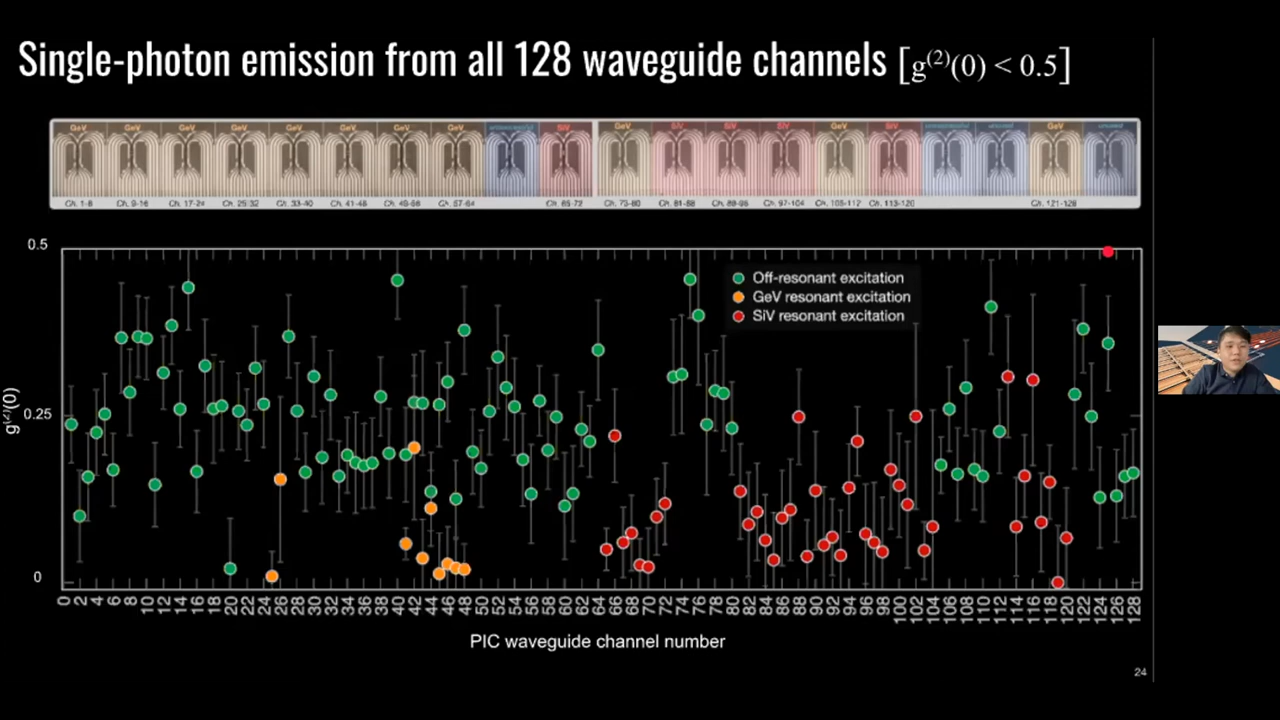 Single-photon emission from all 128 waveguide channels [g⁽²⁾(0) < 0.5]
GeV GeV GeV GeV GeV GeV GeV GeV SiV GeV SiV SiV SiV GeV SiV GeV
Ch. 1-8 Ch. 9-16 Ch. 17-24 Ch. 25-32 Ch. 33-40 Ch. 41-48 Ch. 57-64 Ch. 65-72 Ch. 73-80 Ch. 81-88 Ch. 89-96 Ch. 97-104 Ch. 113-120 Ch. 121-128
0.5
Off-resonant excitation
GeV resonant excitation
SiV resonant excitation
g⁽²⁾(0)
0.25
0
0 2 4 6 8 10 12 14 16 18 20 22 24 26 28 30 32 34 36 38 40 42 44 46 48 50 52 54 56 58 60 62 64 66 68 70 72 74 76 78 80 82 84 86 88 90 92 94 96 98 100 102 104 106 108 110 112 114 116 118 120 122 124 126 128
PIC waveguide channel number
24